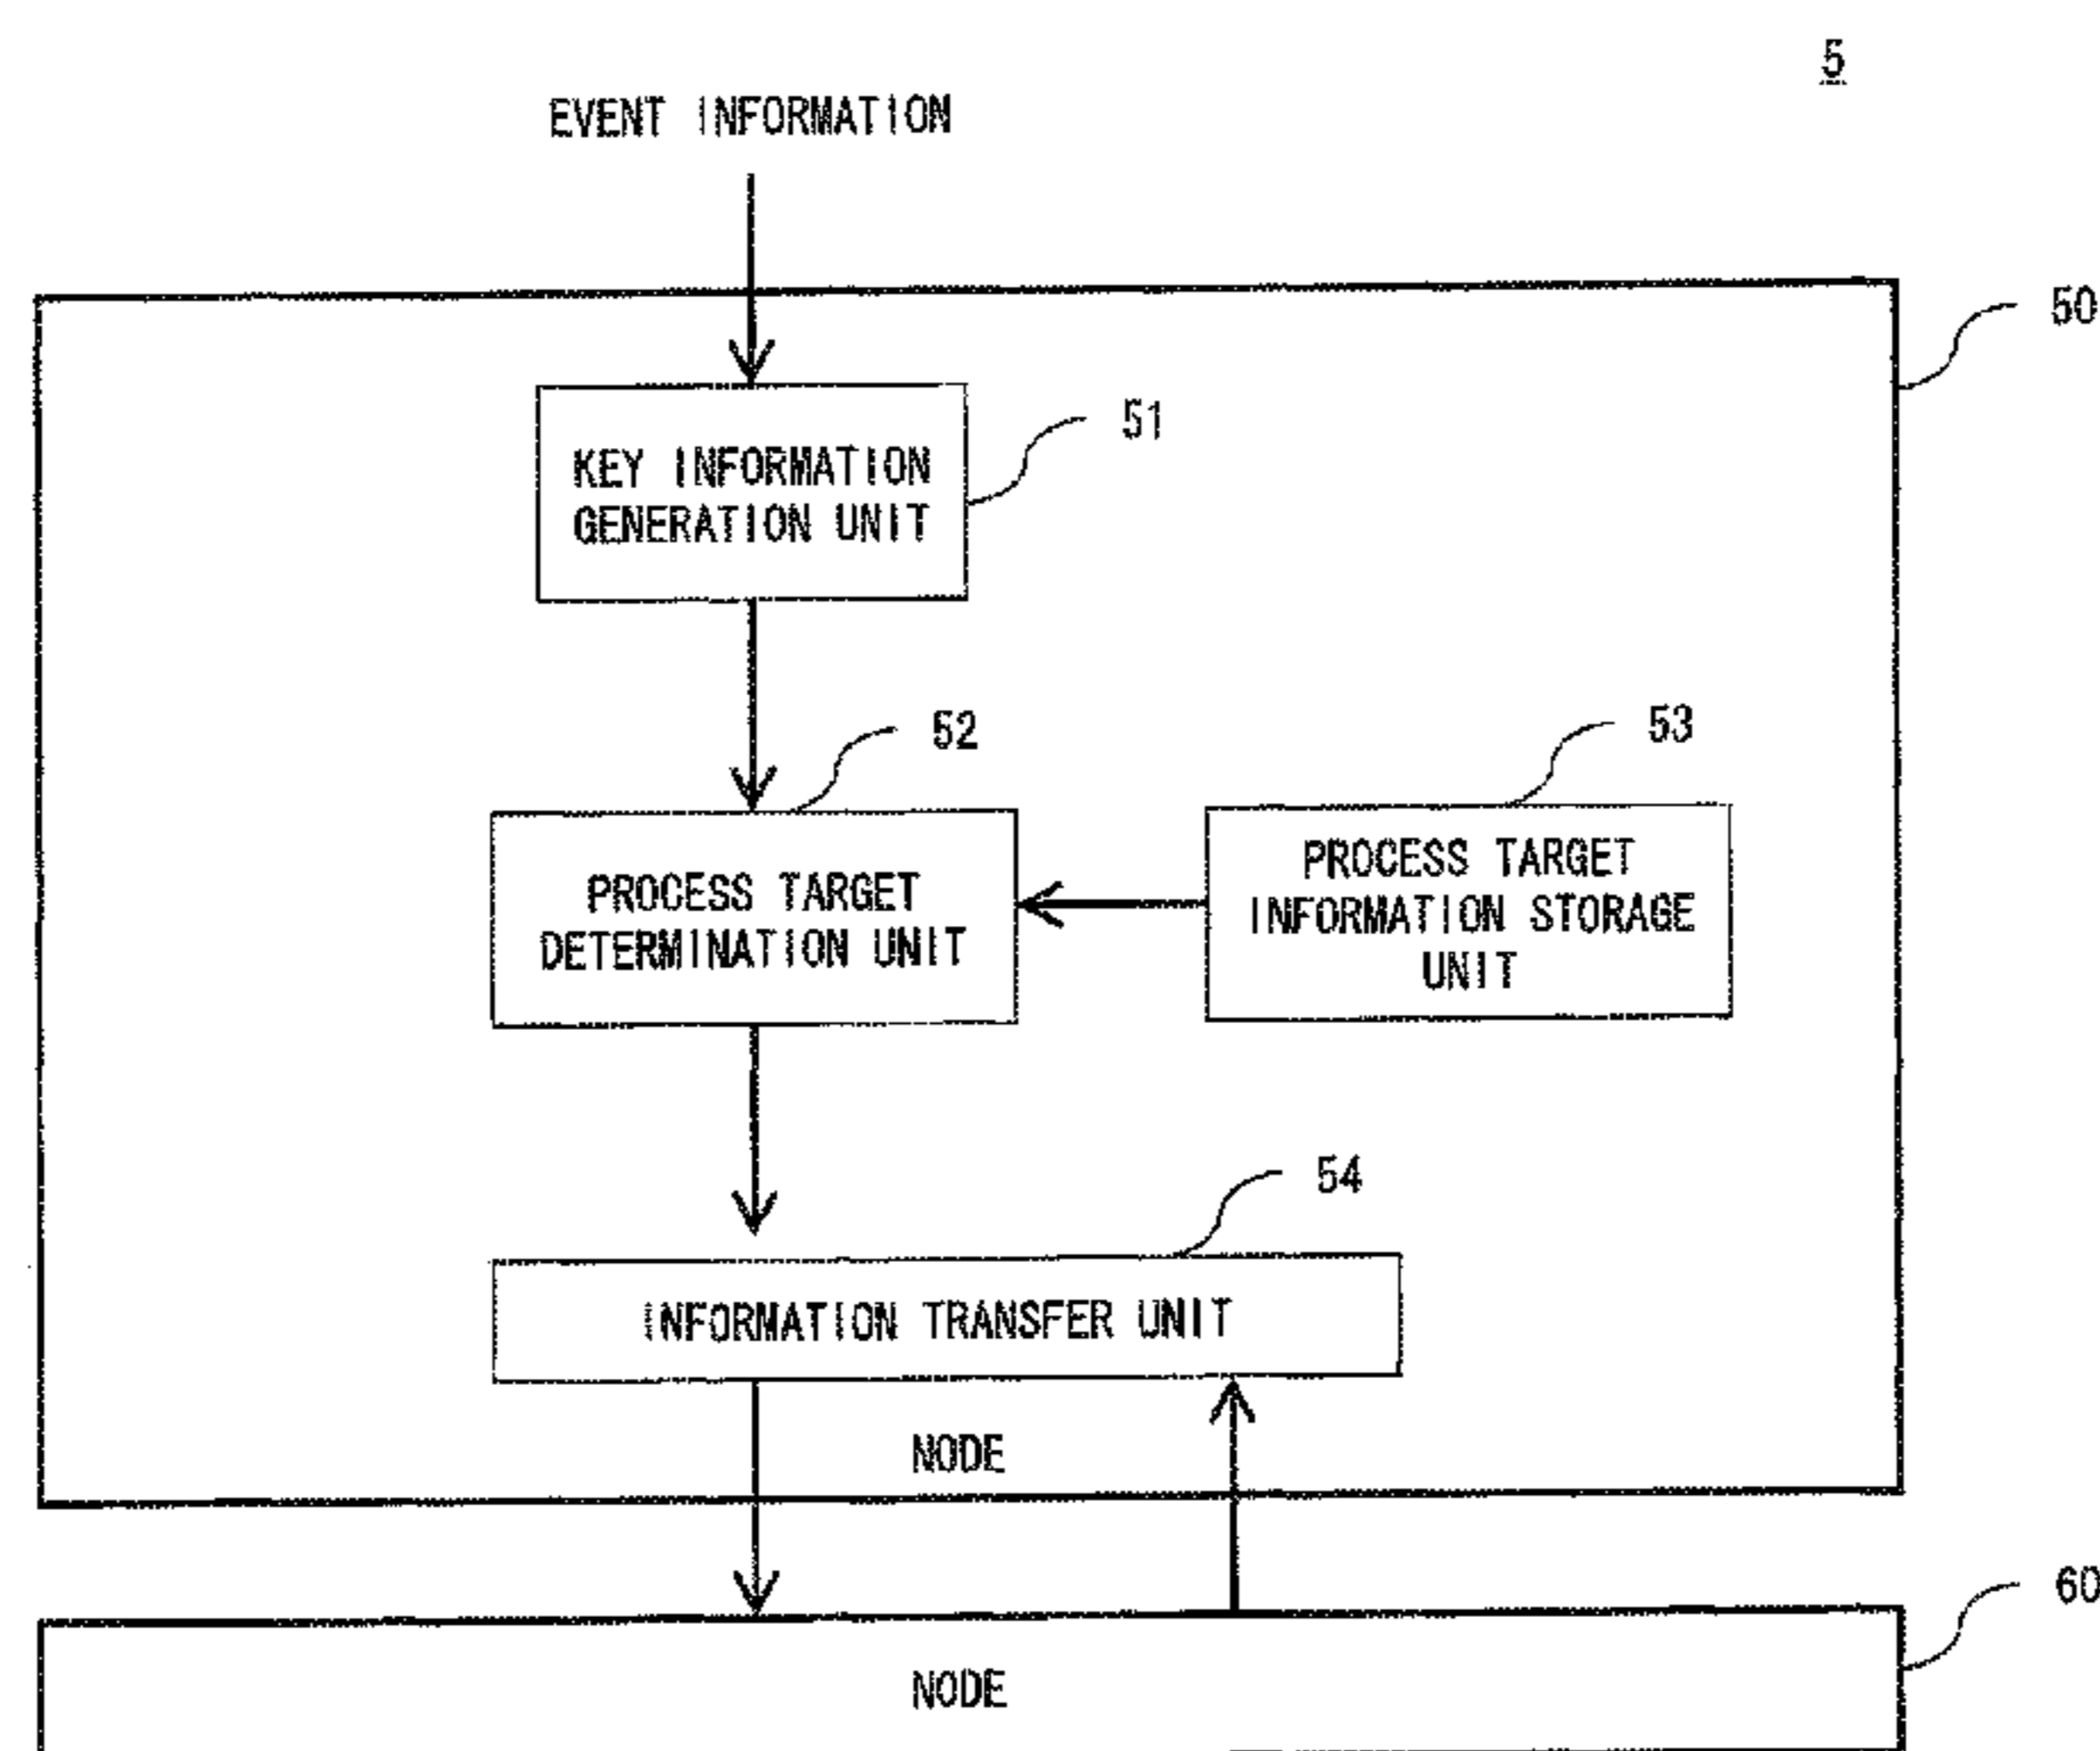 5
EVENT INFORMATION
50
51
KEY INFORMATION
GENERATION UNIT
52
53
PROCESS TARGET
DETERMINATION UNIT
PROCESS TARGET
INFORMATION STORAGE
UNIT
54
INFORMATION TRANSFER UNIT
NODE
60
NODE